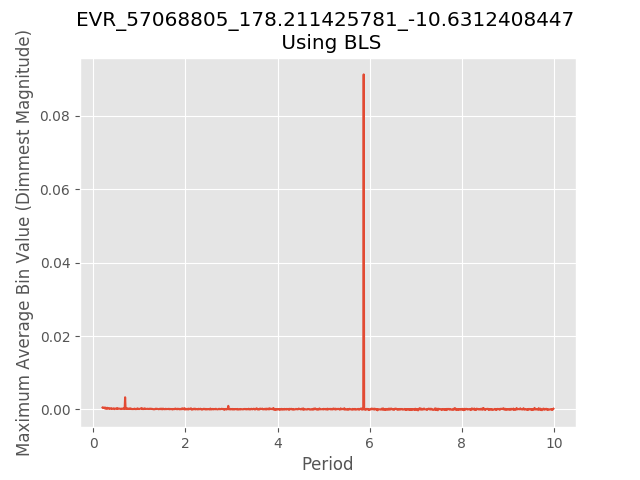 EVR_57068805_178.211425781_-10.6312408447
Using BLS
Maximum Average Bin Value (Dimmest Magnitude)
0.08
0.06
0.04
0.02
0.00
0
2
4
6
8
10
Period